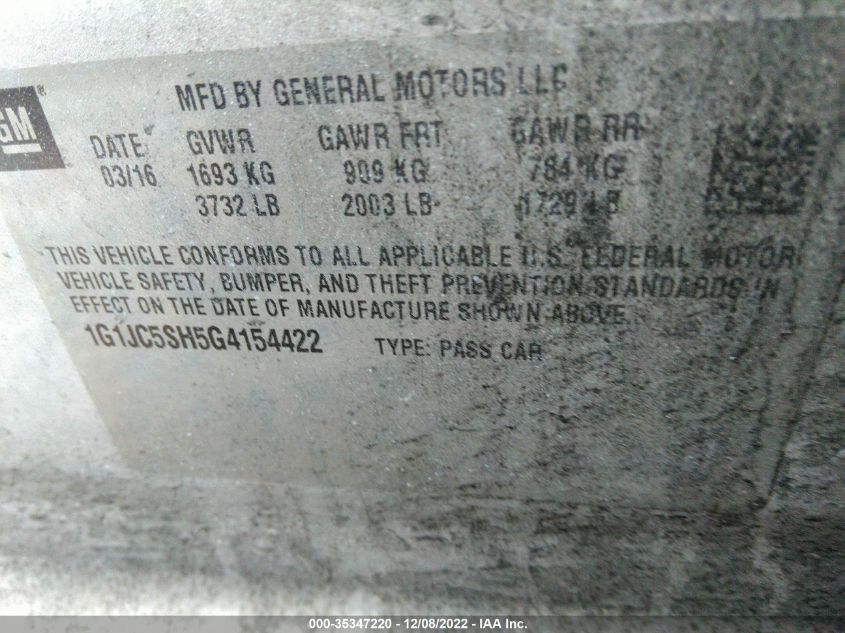 GM®
MFD BY GENERAL MOTORS LLC
DATE GVWR GAWR FRT GAWR RR
03/16 1693 KG 909 KG 784 KG
3732 LB 2003 LB 1729 LB
THIS VEHICLE CONFORMS TO ALL APPLICABLE U.S. FEDERAL MOTOR
VEHICLE SAFETY, BUMPER, AND THEFT PREVENTION STANDARDS IN
EFFECT ON THE DATE OF MANUFACTURE SHOWN ABOVE.
1G1JC5SH5G4154422 TYPE: PASS CAR
000-35347220 - 12/08/2022 - IAA Inc.